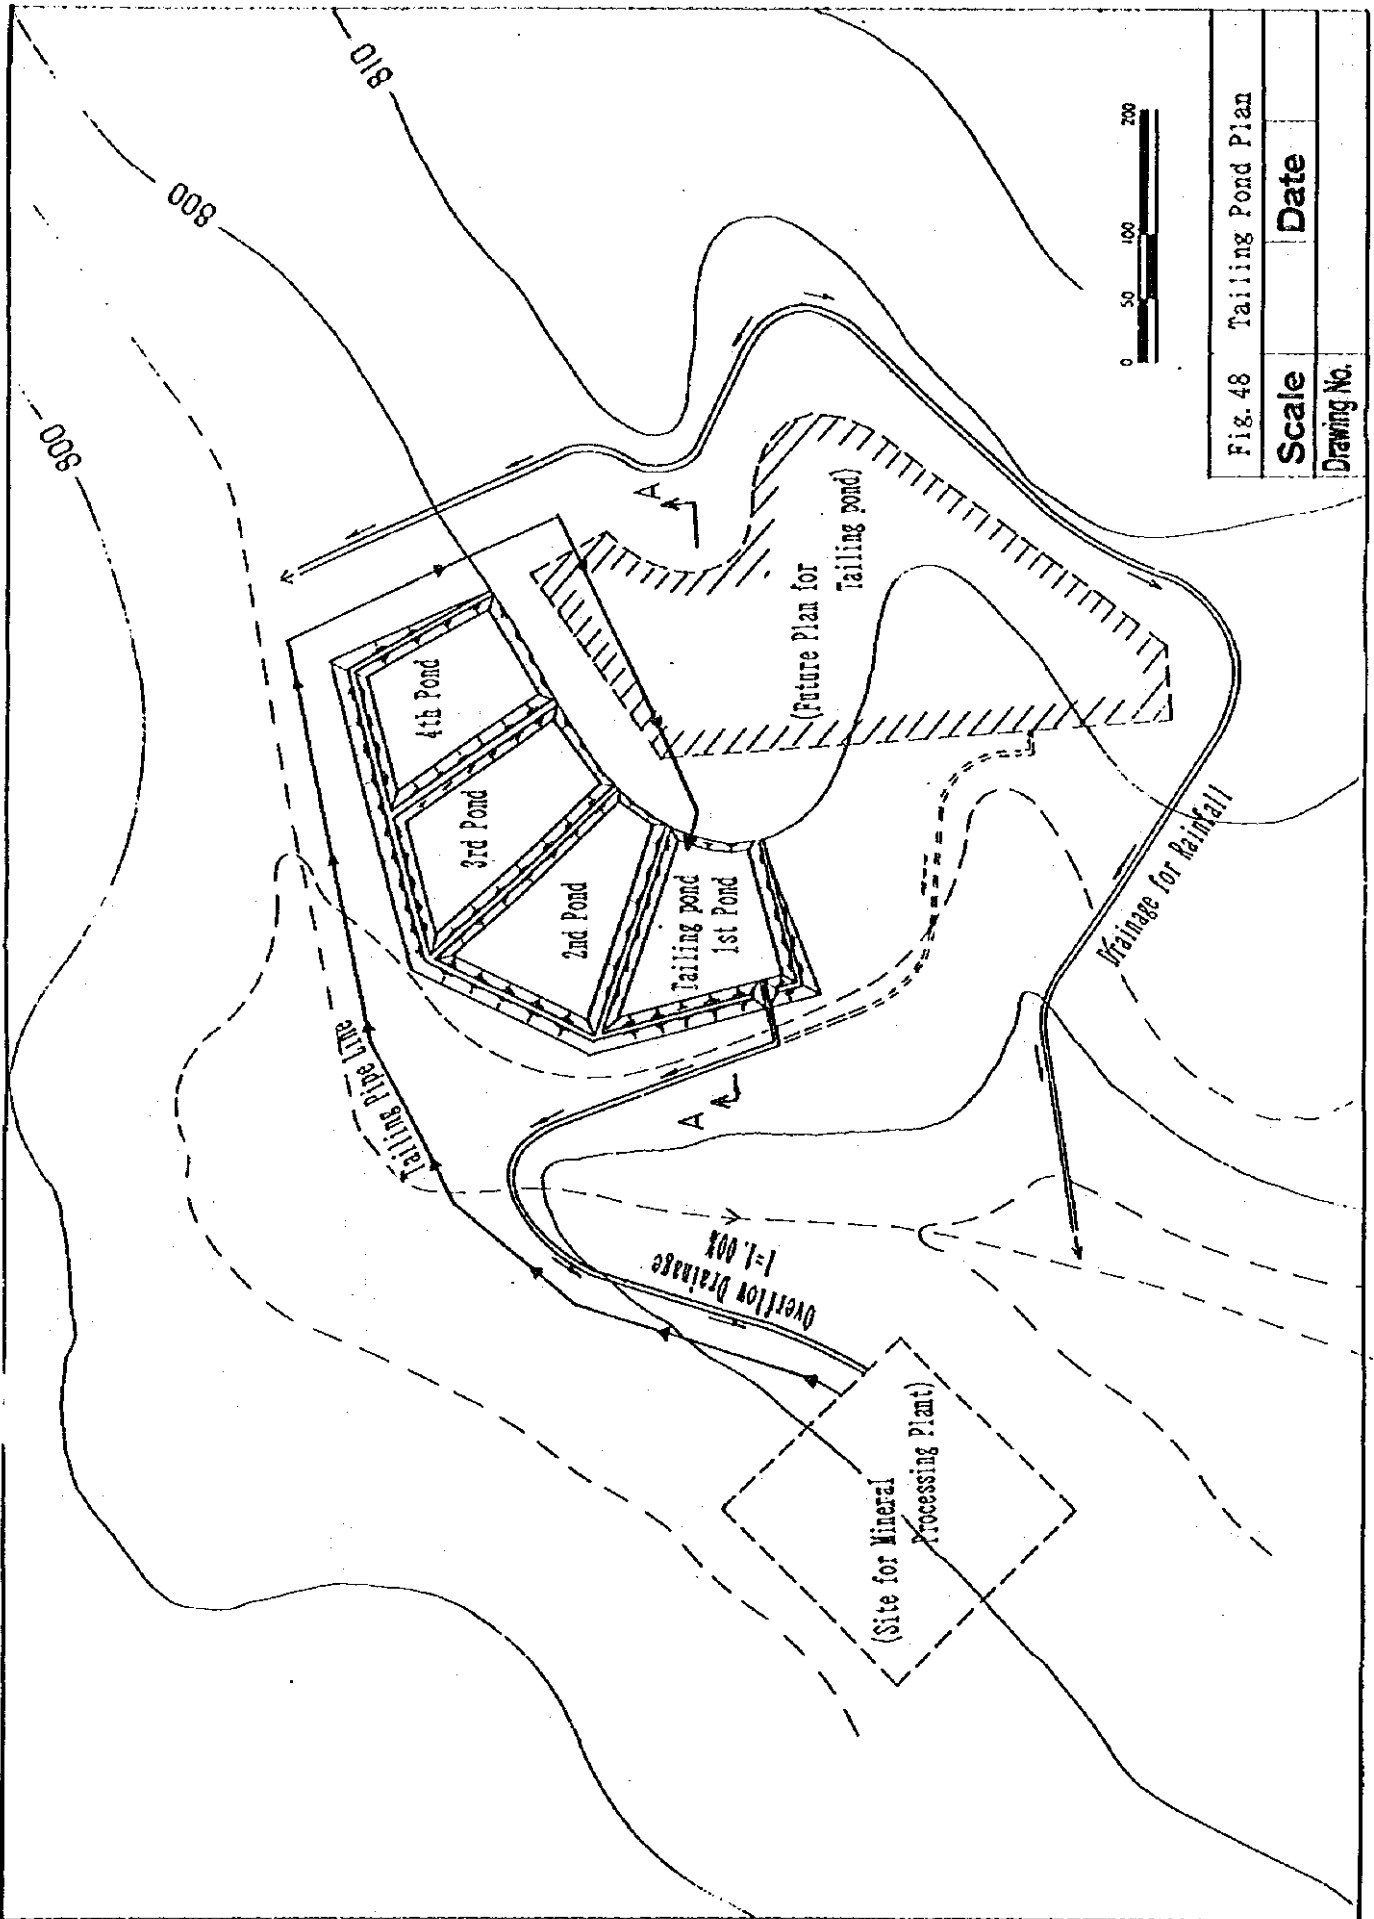 800
800
810
4th Pond
3rd Pond
2nd Pond
Tailing pond
1st Pond
Tailing Pipe Line
A
A
(Future Plan for
Tailing pond)
Overflow Drainage
I=1.00%
Drainage for Rainfall
(Site for Mineral
Processing Plant)
0 50 100 200
Fig. 48 Tailing Pond Plan
Scale Date
Drawing No.